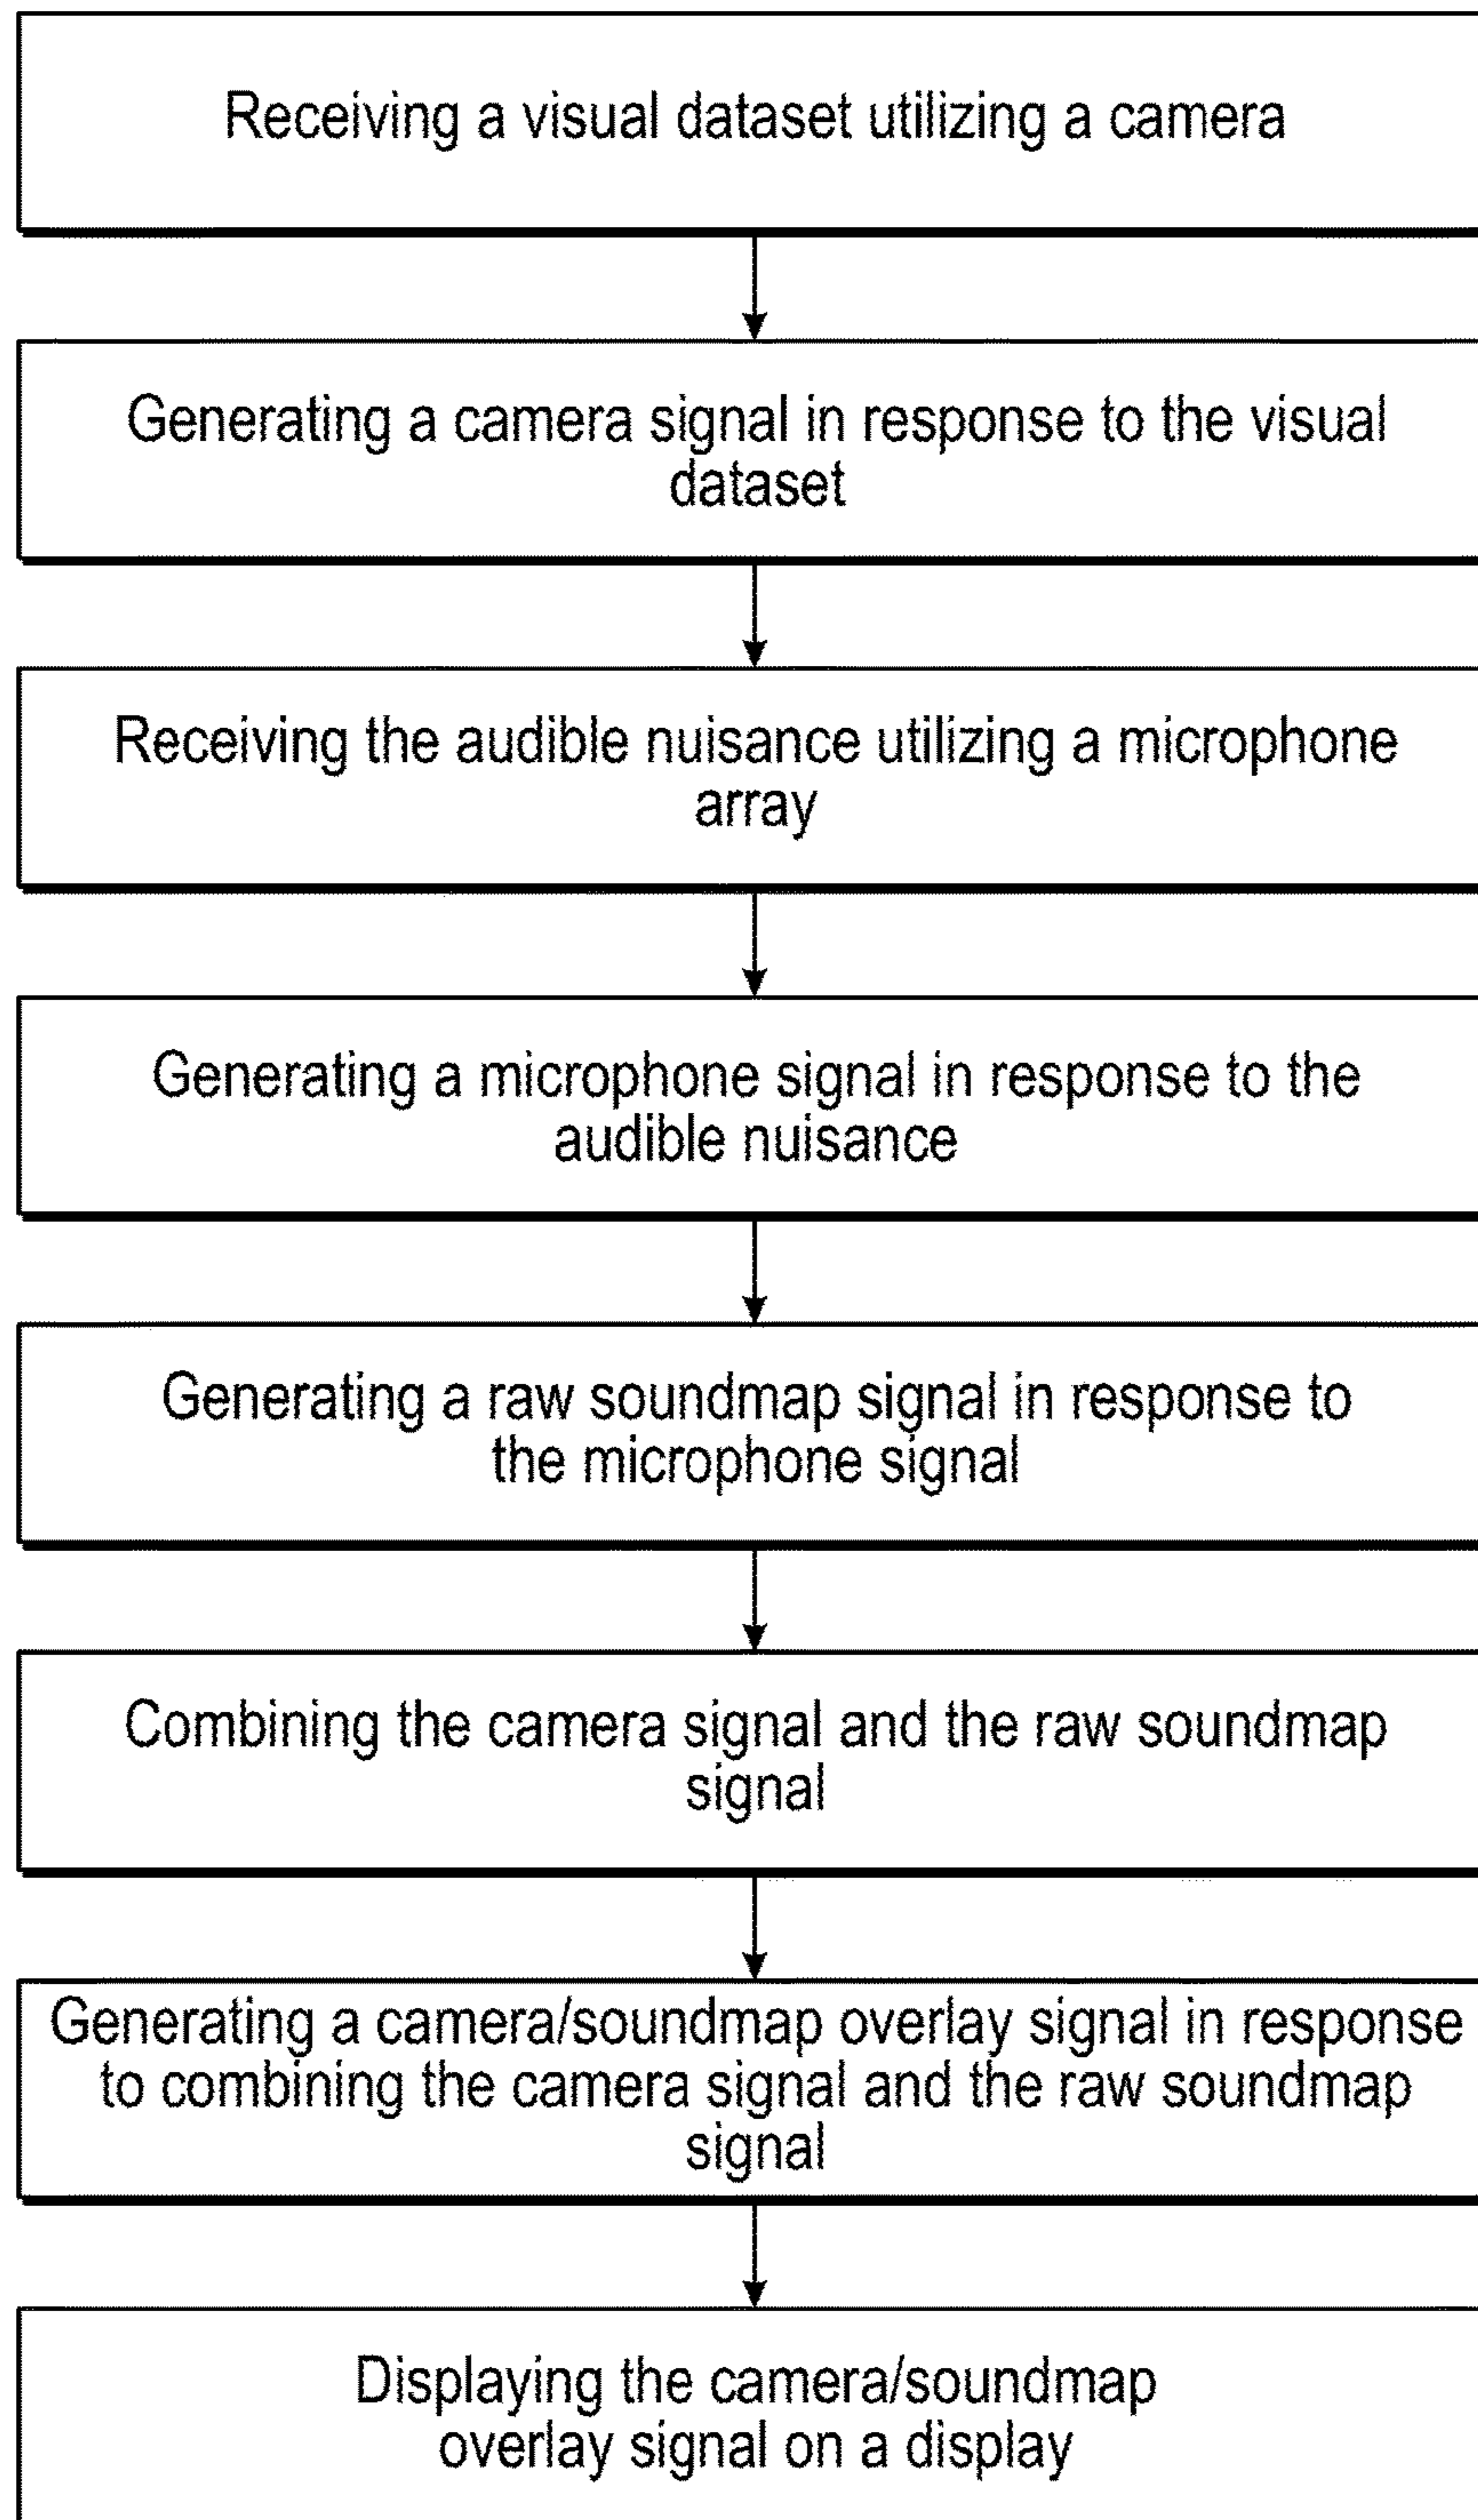 Receiving a visual dataset utilizing a camera
Generating a camera signal in response to the visual
dataset
Receiving the audible nuisance utilizing a microphone
array
Generating a microphone signal in response to the
audible nuisance
Generating a raw soundmap signal in response to
the microphone signal
Combining the camera signal and the raw soundmap
signal
Generating a camera/soundmap overlay signal in response
to combining the camera signal and the raw soundmap
signal
Displaying the camera/soundmap
overlay signal on a display